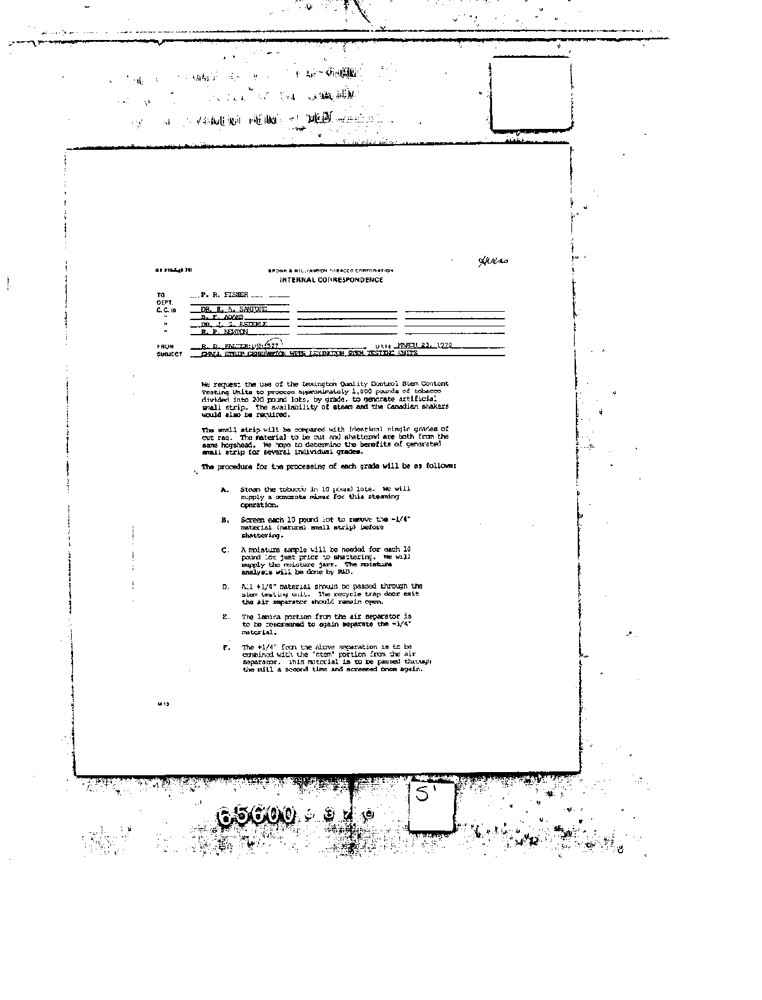 BROWN & WILLIAMSON TOBACCO CORPORATION
INTERNAL CORRESPONDENCE
TO P. R. FISHER
DEPT.
C.C. to DR. R. A. SANFORD
"
" DR. I.
" R. P. NEWTON
FROM R. D.
DATE MARCH 23,
SUBJECT SMALL STRIP GENERATION WITH LEXINGTON STEM TESTING UNITS
We request the use of the Lexington Quality Control Stem Content
Testing Units to process approximately 1,000 pounds of tobacco
divided into 200 pound lots, by grade, to generate artificial
small strip. The availability of steam and the Canadian shakers
would also be required.
The small strip will be compared with identical single grades of
cut rag. The material to be cut and shattered are both from the
same hogshead. We hope to determine the benefits of generated
small strip for several individual grades.
The procedure for the processing of each grade will be as follows:
A. Steam the tobacco in 10 pound lots. We will
supply a concrete mixer for this steaming
operation.
B. Screen each 10 pound lot to remove the -1/4"
material (natural small strip) before
shattering.
C. A moisture sample will be needed for each 10
pound lot just prior to shattering. We will
supply the moisture jars. The moisture
analysis will be done by R&D.
D. All +1/4" material should be passed through the
stem testing unit. The recycle trap door exit
the air separator should remain open.
E. The lamina portion from the air separator is
to be rescreened to again separate the -1/4"
material.
F. The +1/4" from the above separation is to be
combined with the "stem" portion from the air
separator. This material is to be passed through
the mill a second time and screened once again.
S'
65600